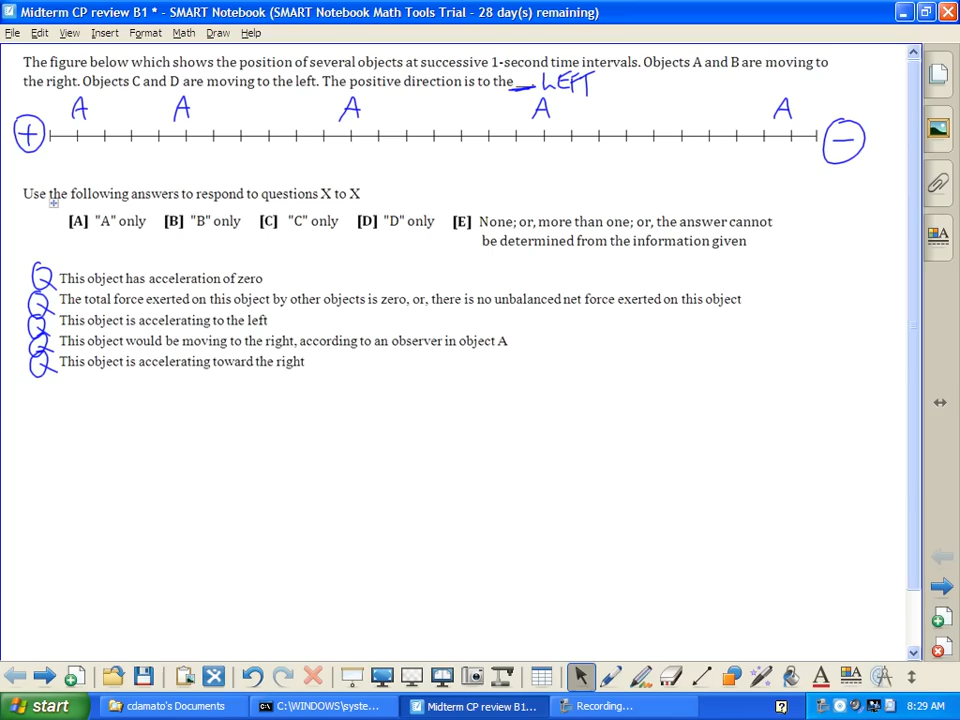 Midterm CP review B1 * - SMART Notebook (SMART Notebook Math Tools Trial - 28 day(s) remaining)
File Edit View Insert Format Math Draw Help
The figure below which shows the position of several objects at successive 1-second time intervals. Objects A and B are moving to
the right. Objects C and D are moving to the left. The positive direction is to the LEFT
A A A A A
+ −
Use the following answers to respond to questions X to X
[A] "A" only [B] "B" only [C] "C" only [D] "D" only [E] None; or, more than one; or, the answer cannot
be determined from the information given
Q This object has acceleration of zero
Q The total force exerted on this object by other objects is zero, or, there is no unbalanced net force exerted on this object
Q This object is accelerating to the left
Q This object would be moving to the right, according to an observer in object A
Q This object is accelerating toward the right
start cdamato's Documents C:\WINDOWS\syste... Midterm CP review B1... Recording... 8:29 AM